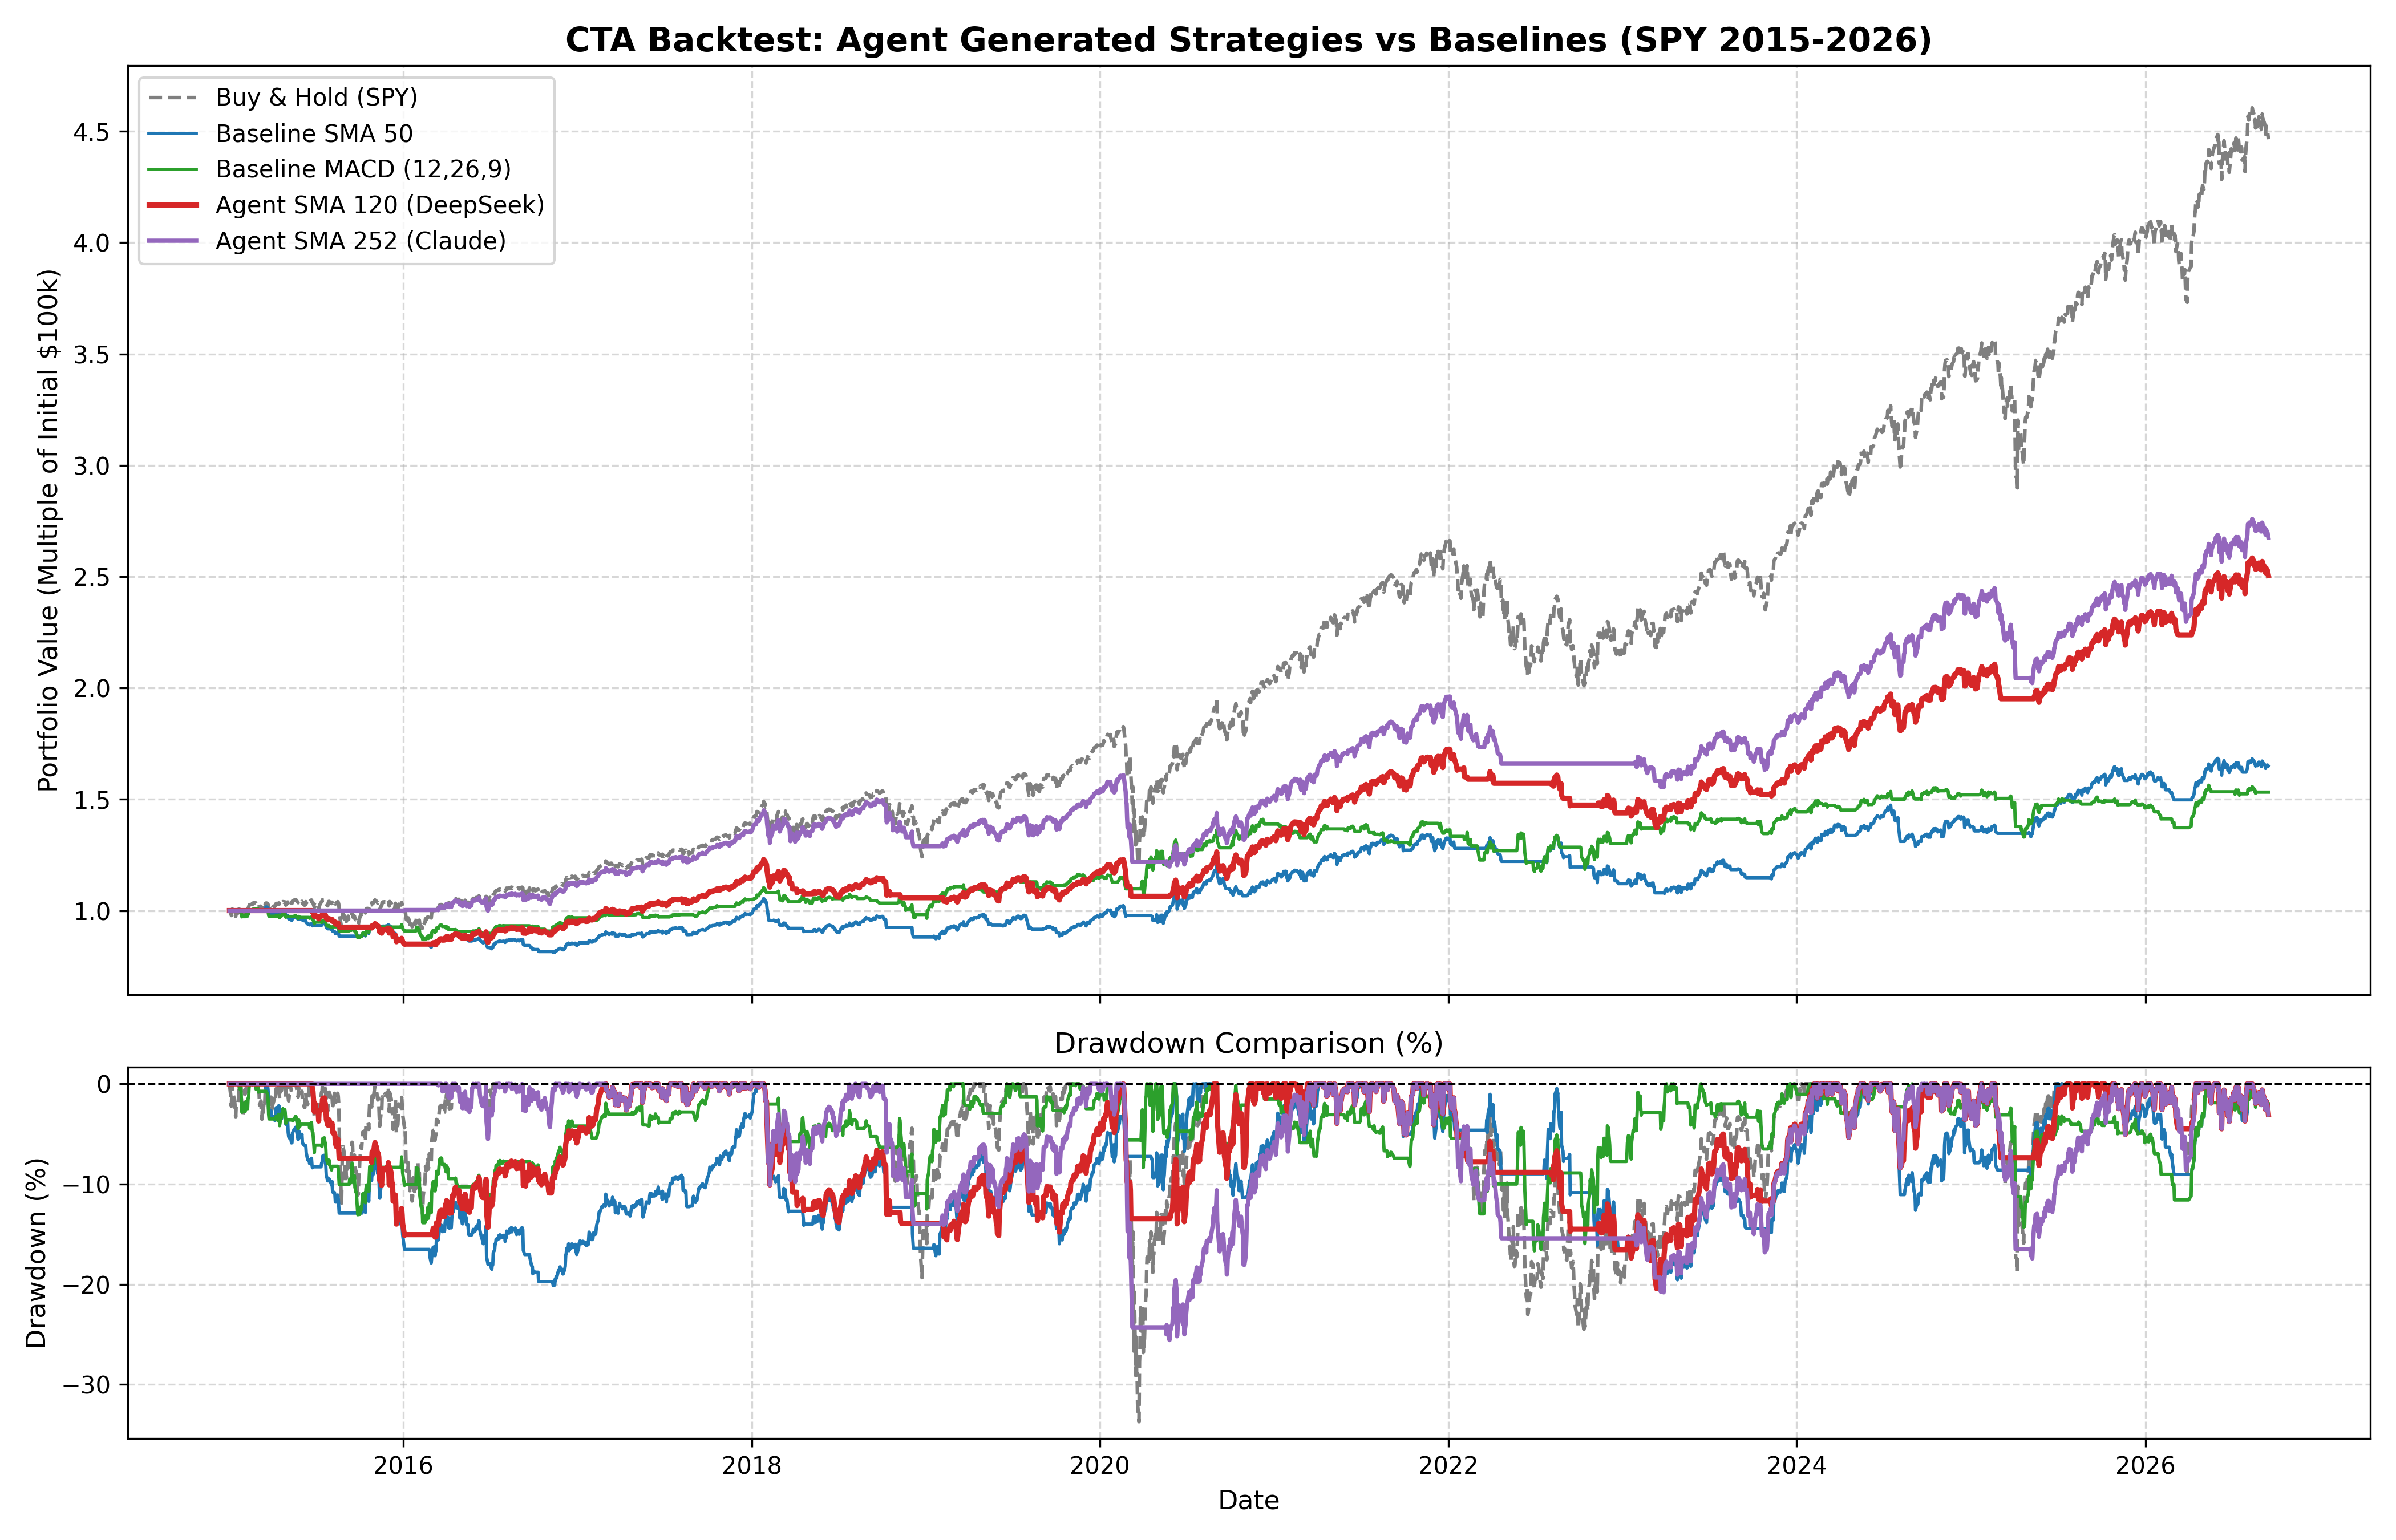 CTA Backtest: Agent Generated Strategies vs Baselines (SPY 2015-2026)
Buy & Hold (SPY)
Baseline SMA 50
Baseline MACD (12,26,9)
Agent SMA 120 (DeepSeek)
Agent SMA 252 (Claude)
Portfolio Value (Multiple of Initial $100k)
4.5
4.0
3.5
3.0
2.5
2.0
1.5
1.0
Drawdown Comparison (%)
Drawdown (%)
0
−10
−20
−30
2016
2018
2020
2022
2024
2026
Date